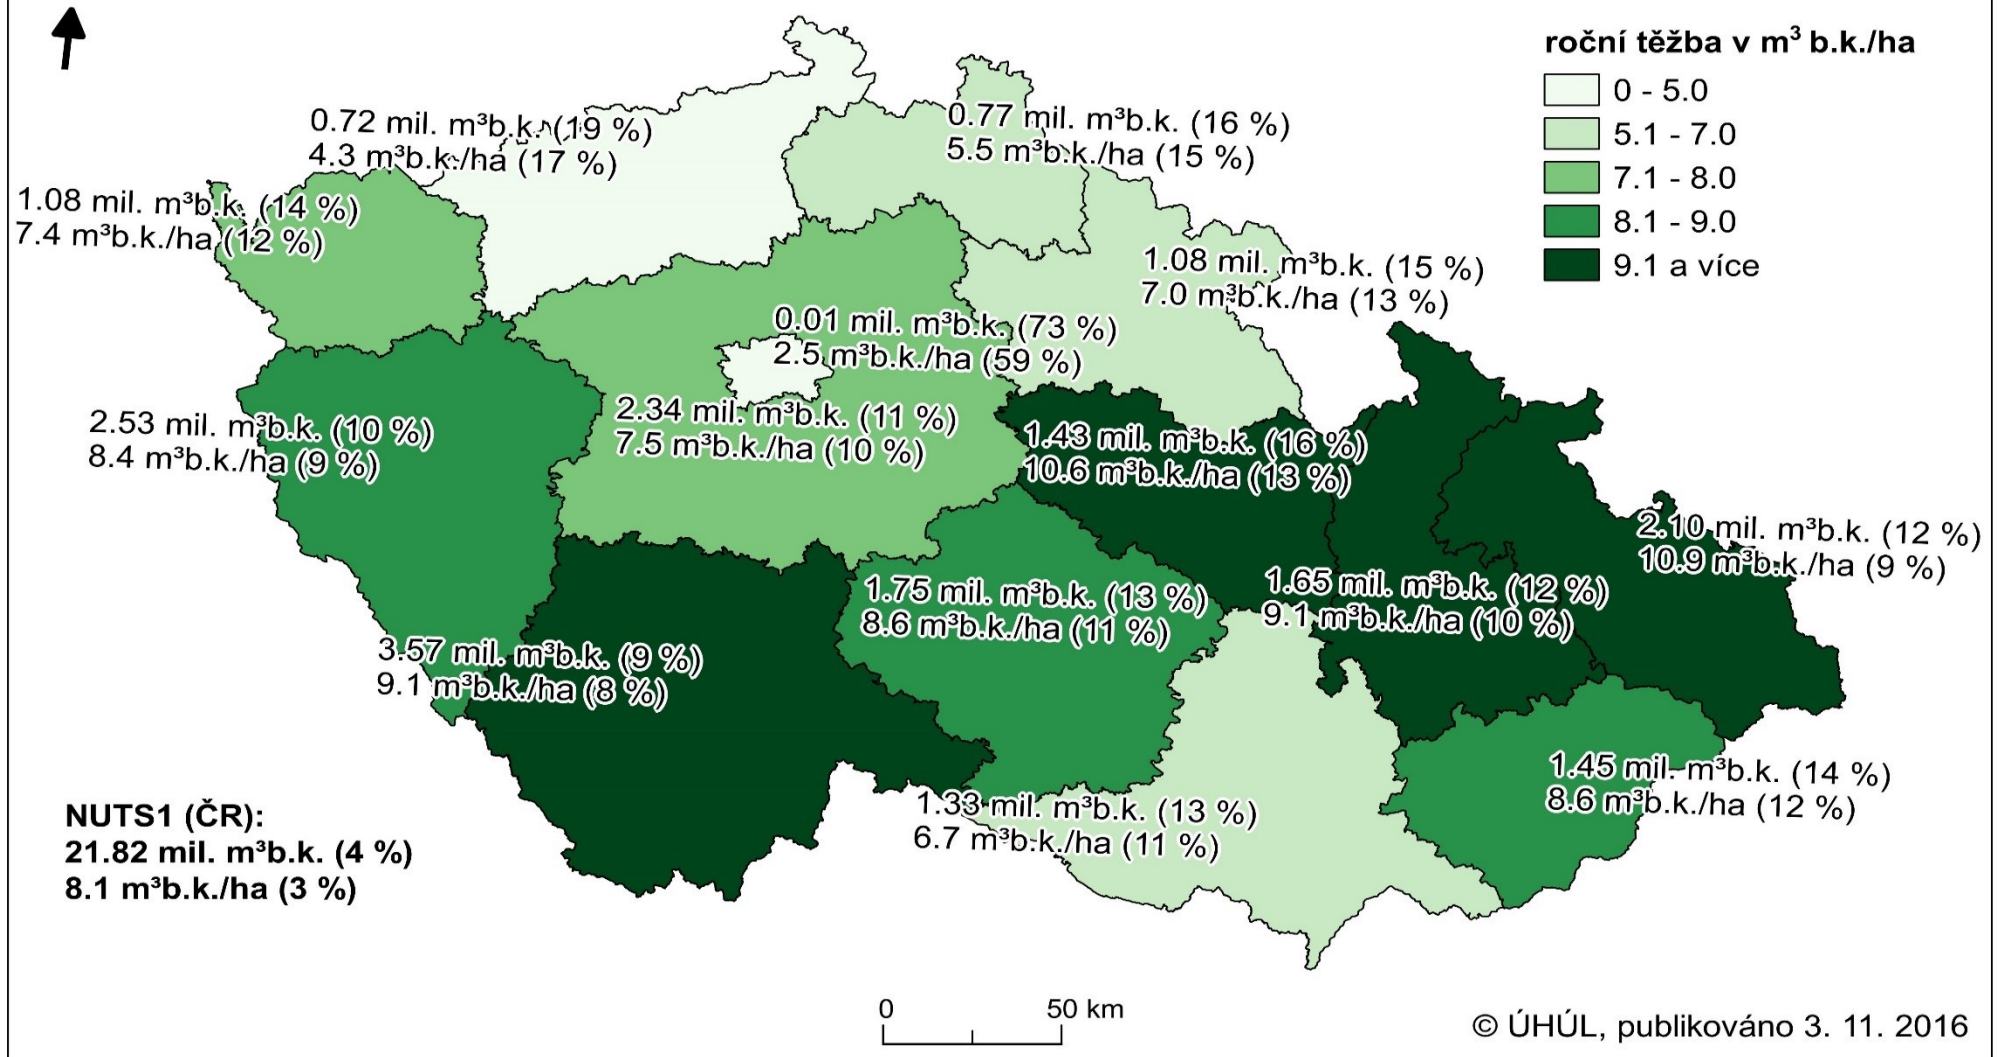 roční těžba v m³ b.k./ha
0 - 5.0
5.1 - 7.0
7.1 - 8.0
8.1 - 9.0
9.1 a více
0.72 mil. m³b.k. (19 %)
4.3 m³b.k./ha (17 %)
0.77 mil. m³b.k. (16 %)
5.5 m³b.k./ha (15 %)
1.08 mil. m³b.k. (14 %)
7.4 m³b.k./ha (12 %)
1.08 mil. m³b.k. (15 %)
7.0 m³b.k./ha (13 %)
0.01 mil. m³b.k. (73 %)
2.5 m³b.k./ha (59 %)
2.53 mil. m³b.k. (10 %)
8.4 m³b.k./ha (9 %)
2.34 mil. m³b.k. (11 %)
7.5 m³b.k./ha (10 %)
1.43 mil. m³b.k. (16 %)
10.6 m³b.k./ha (13 %)
2.10 mil. m³b.k. (12 %)
10.9 m³b.k./ha (9 %)
1.75 mil. m³b.k. (13 %)
8.6 m³b.k./ha (11 %)
1.65 mil. m³b.k. (12 %)
9.1 m³b.k./ha (10 %)
3.57 mil. m³b.k. (9 %)
9.1 m³b.k./ha (8 %)
1.45 mil. m³b.k. (14 %)
8.6 m³b.k./ha (12 %)
1.33 mil. m³b.k. (13 %)
6.7 m³b.k./ha (11 %)
NUTS1 (ČR):
21.82 mil. m³b.k. (4 %)
8.1 m³b.k./ha (3 %)
0 50 km
© ÚHÚL, publikováno 3. 11. 2016